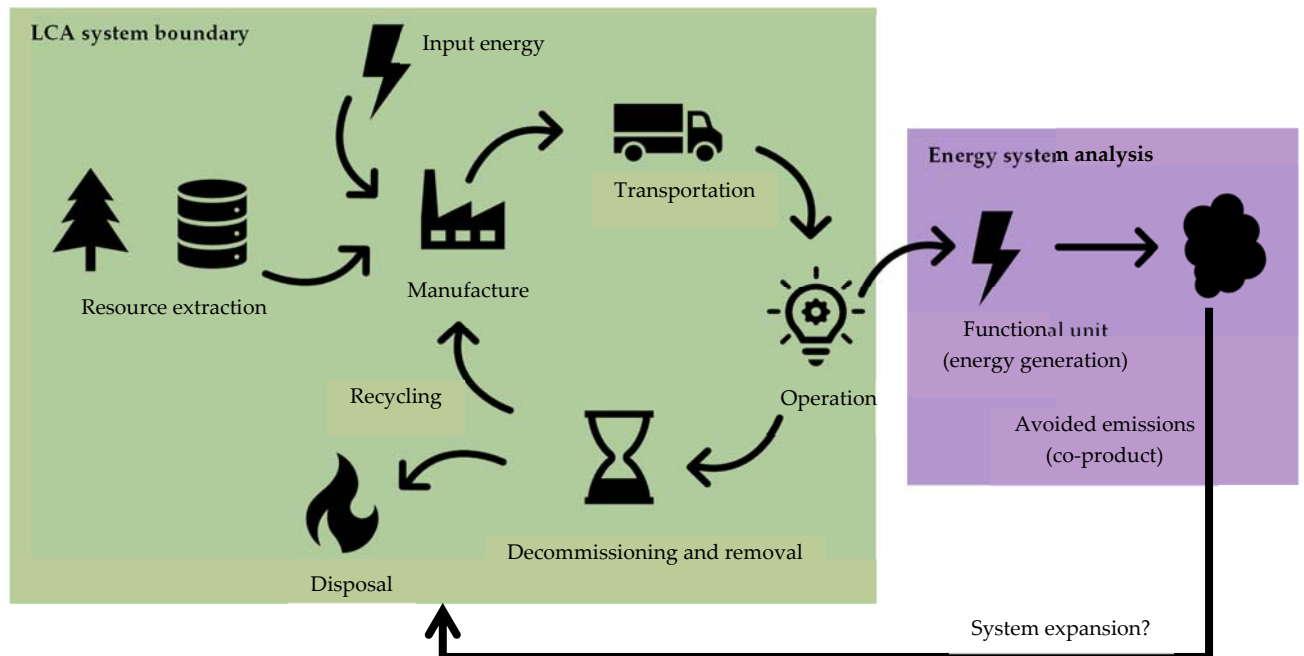 LCA system boundary
Input energy
Transportation
Energy system analysis
Resource extraction
Manufacture
Functional unit
(energy generation)
Recycling
Operation
Avoided emissions
(co-product)
Decommissioning and removal
Disposal
System expansion?